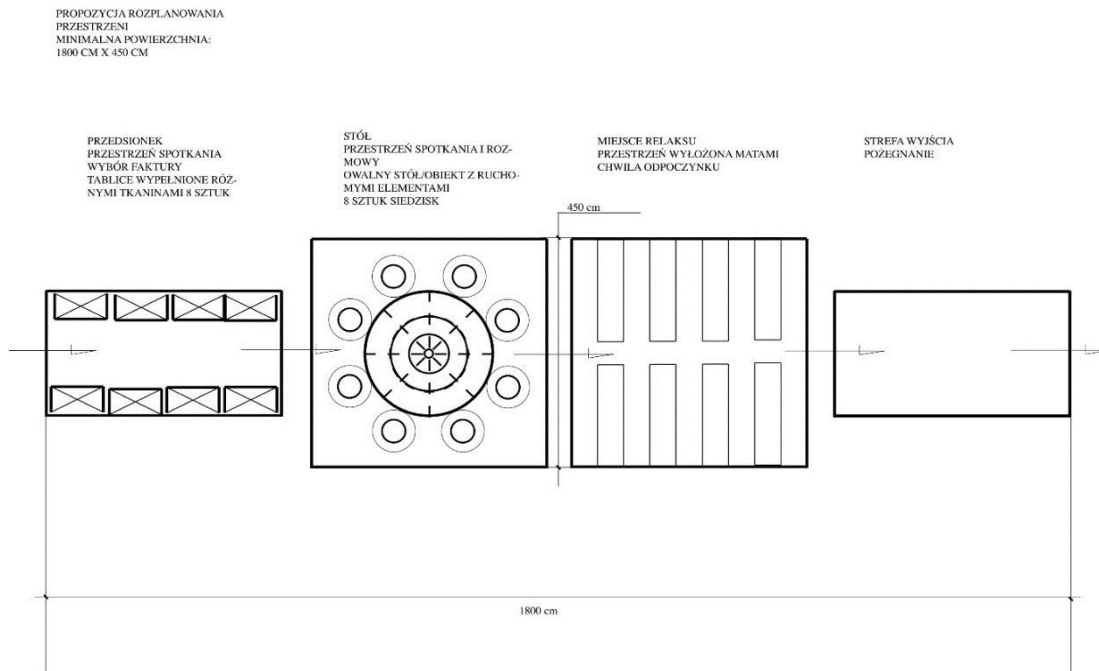 PROPOZYCJA ROZPLANOWANIA
PRZESTRZENI
MINIMALNA POWIERZCHNIA:
1800 CM X 450 CM
PRZEDSIONEK
PRZESTRZEŃ SPOTKANIA
WYBÓR FAKTURY
TABLICE WYPEŁNIONE RÓŻ-
NYMI TKANINAMI 8 SZTUK
STÓŁ
PRZESTRZEŃ SPOTKANIA I ROZ-
MOWY
OWALNY STÓŁ/OBIEKT Z RUCHO-
MYMI ELEMENTAMI
8 SZTUK SIEDZISK
MIEJSCE RELAKSU
PRZESTRZEŃ WYŁOŻONA MATAMI
CHWILA ODPOCZYNKU
STREFA WYJŚCIA
POŻEGNANIE
450 cm
1800 cm